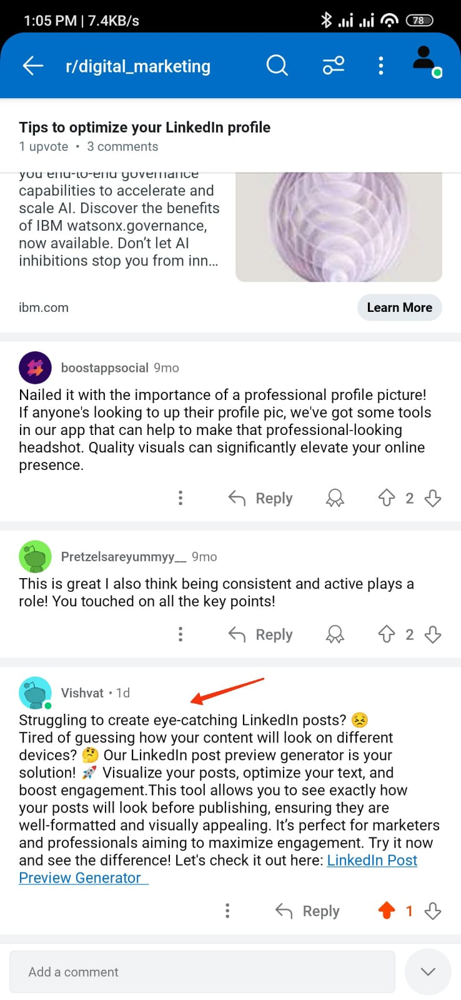 1:05 PM | 7.4KB/s
78
r/digital_marketing
Tips to optimize your LinkedIn profile
1 upvote • 3 comments
you end-to-end governance
capabilities to accelerate and
scale AI. Discover the benefits
of IBM watsonx.governance,
now available. Don’t let AI
inhibitions stop you from inn...
ibm.com
Learn More
boostappsocial 9mo
Nailed it with the importance of a professional profile picture!
If anyone's looking to up their profile pic, we've got some tools
in our app that can help to make that professional-looking
headshot. Quality visuals can significantly elevate your online
presence.
Reply 2
Pretzelsareyummyy__ 9mo
This is great I also think being consistent and active plays a
role! You touched on all the key points!
Reply 2
Vishvat • 1d
Struggling to create eye-catching LinkedIn posts? 😣
Tired of guessing how your content will look on different
devices? 🤔 Our LinkedIn post preview generator is your
solution! 🚀 Visualize your posts, optimize your text, and
boost engagement.This tool allows you to see exactly how
your posts will look before publishing, ensuring they are
well-formatted and visually appealing. It’s perfect for marketers
and professionals aiming to maximize engagement. Try it now
and see the difference! Let's check it out here: LinkedIn Post
Preview Generator
Reply 1
Add a comment